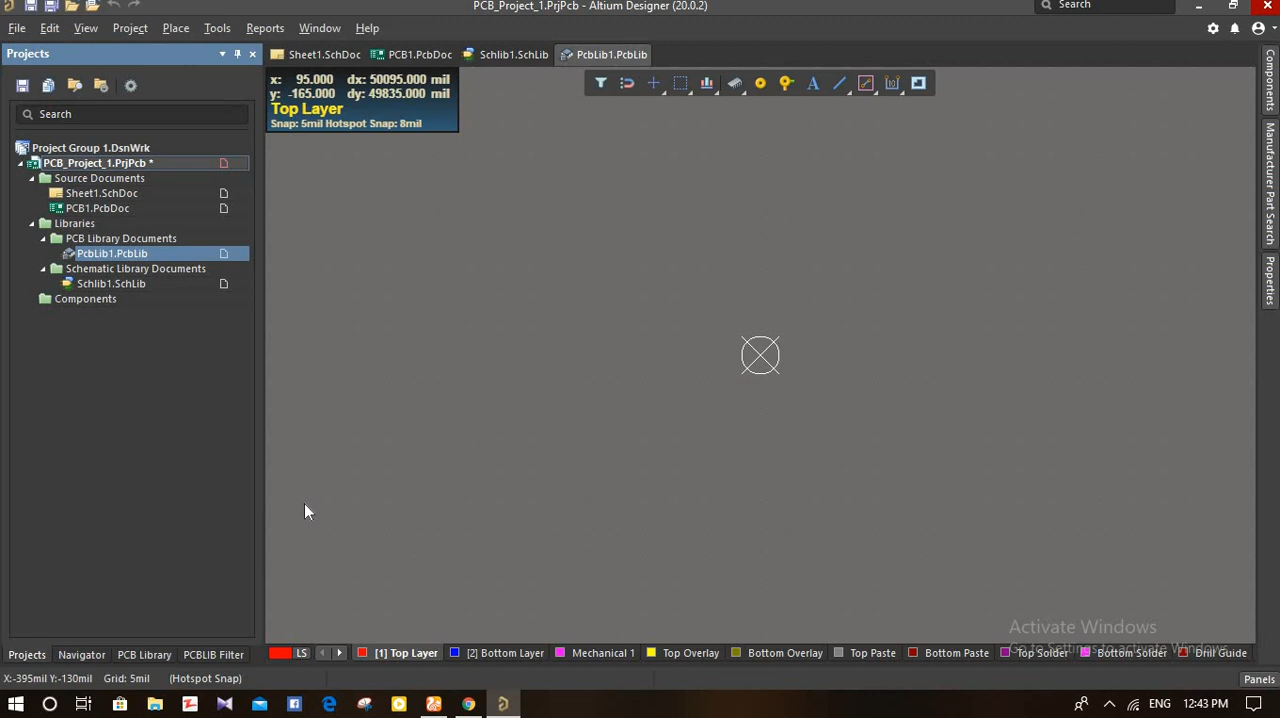 PCB_Project_1.PrjPcb - Altium Designer (20.0.2)
Search
File Edit View Project Place Tools Reports Window Help
Projects
Sheet1.SchDoc PCB1.PcbDoc Schlib1.SchLib PcbLib1.PcbLib
x: 95.000 dx: 50095.000 mil
y: -165.000 dy: 49835.000 mil
Top Layer
Snap: 5mil Hotspot Snap: 8mil
Search
Project Group 1.DsnWrk
PCB_Project_1.PrjPcb *
Source Documents
Sheet1.SchDoc
PCB1.PcbDoc
Libraries
PCB Library Documents
PcbLib1.PcbLib
Schematic Library Documents
Schlib1.SchLib
Components
Components
Manufacturer Part Search
Properties
Activate Windows
Go to Settings to activate Windows.
Projects Navigator PCB Library PCBLIB Filter
LS [1] Top Layer [2] Bottom Layer Mechanical 1 Top Overlay Bottom Overlay Top Paste Bottom Paste Top Solder Bottom Solder Drill Guide
X:-395mil Y:-130mil Grid: 5mil (Hotspot Snap)
Panels
ENG 12:43 PM